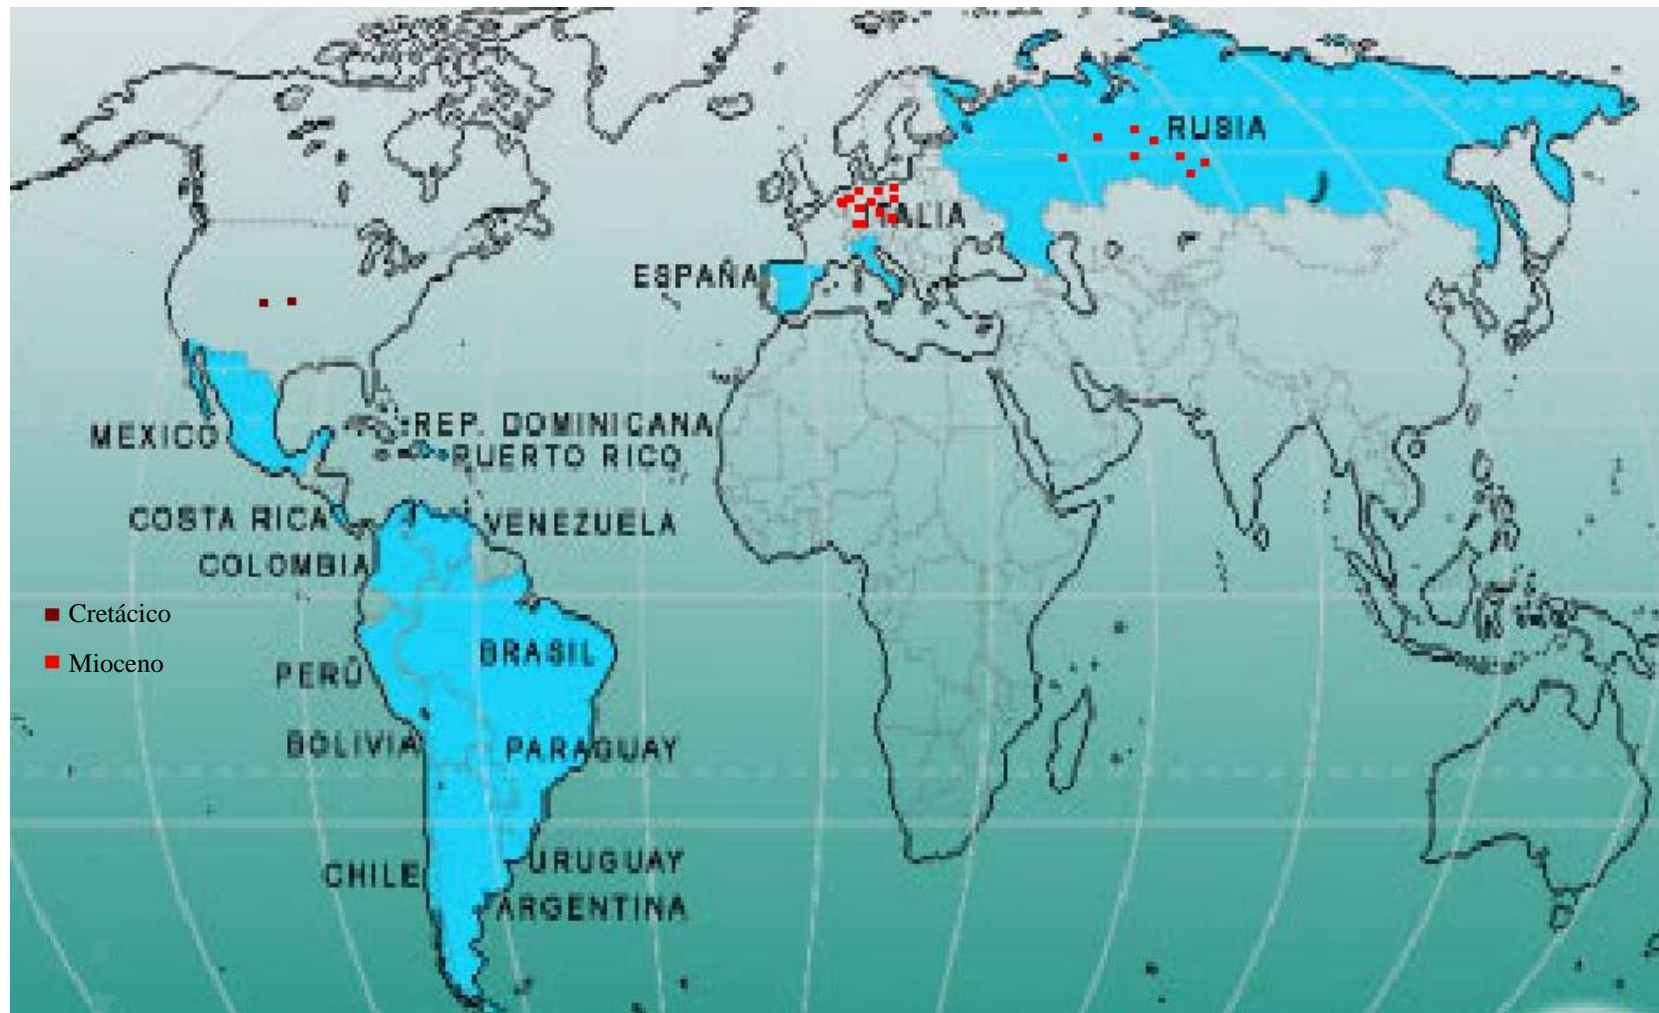 RUSIA
ITALIA
ESPAÑA
MEXICO
REP. DOMINICANA
PUERTO RICO
COSTA RICA
VENEZUELA
COLOMBIA
Cretácico
Mioceno
BRASIL
PERÚ
BOLIVIA
PARAGUAY
CHILE
URUGUAY
ARGENTINA